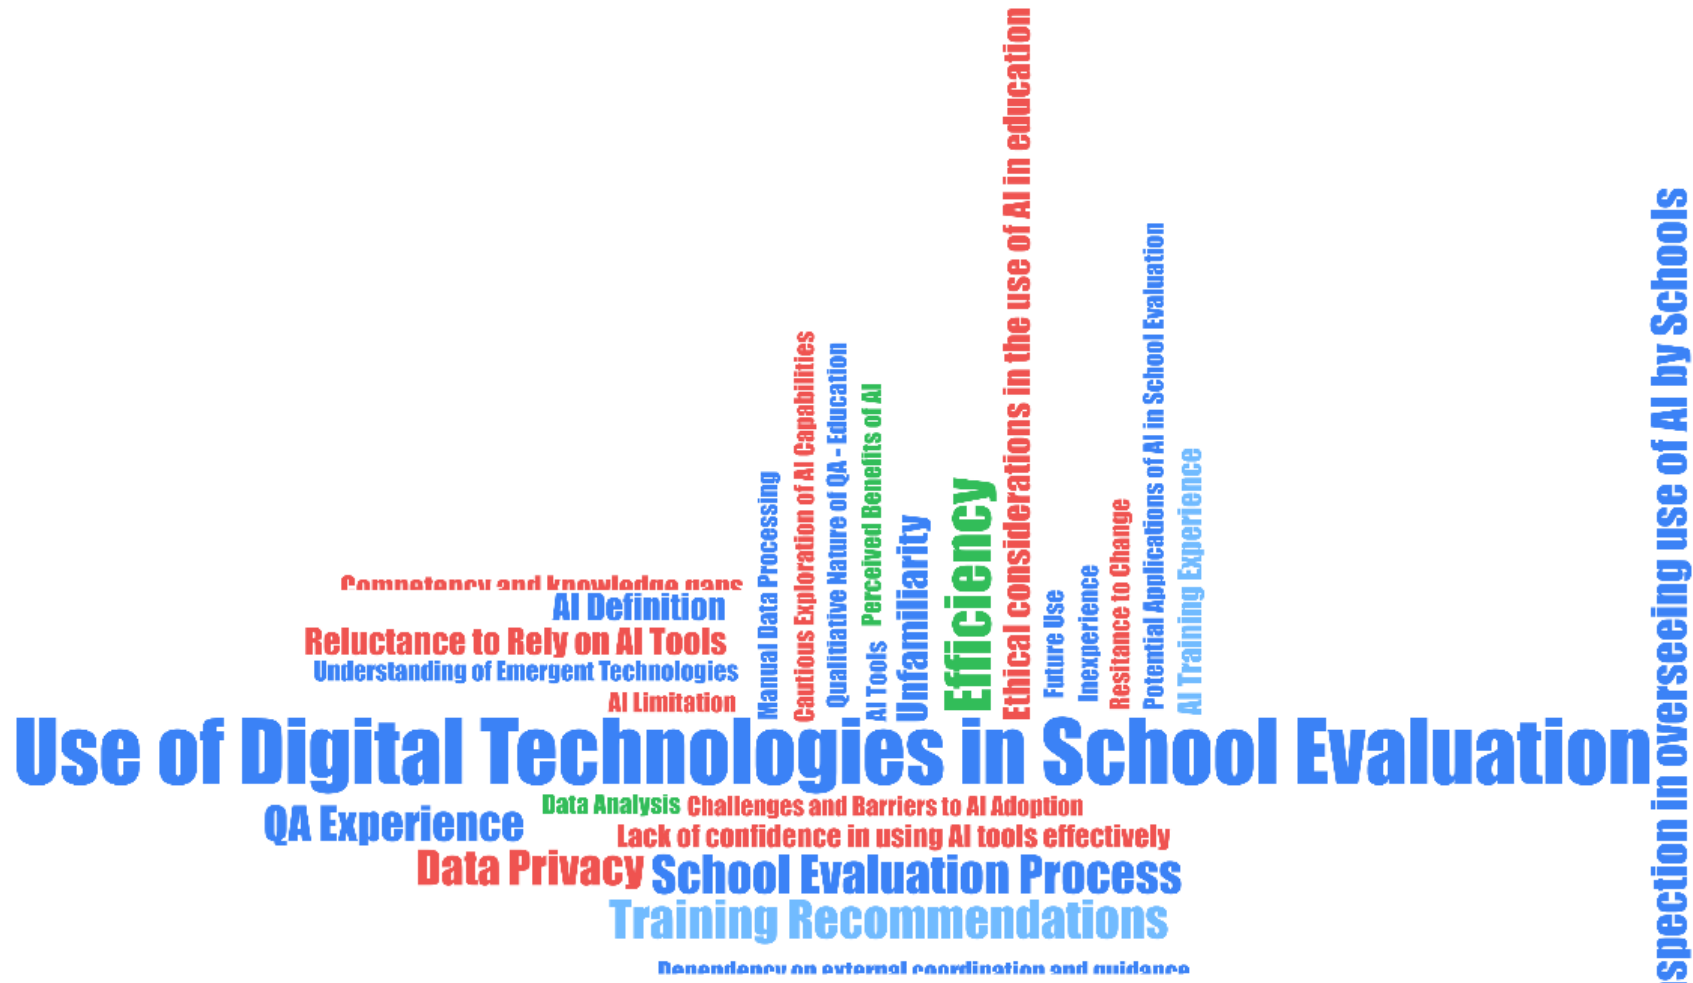 Competency and knowledge gaps
AI Definition
Reluctance to Rely on AI Tools
Understanding of Emergent Technologies
AI Limitation
Manual Data Processing
Cautious Exploration of AI Capabilities
Qualitiative Nature of QA - Education
Perceived Benefits of AI
AI Tools
Unfamiliarity
Efficiency
Ethical considerations in the use of AI in education
Future Use
Inexperience
Resitance to Change
Potential Applications of AI in School Evaluation
AI Training Experience
spection in overseeing use of AI by Schools
Use of Digital Technologies in School Evaluation
QA Experience
Data Analysis
Challenges and Barriers to AI Adoption
Lack of confidence in using AI tools effectively
Data Privacy
School Evaluation Process
Training Recommendations
Dependency on external coordination and guidance